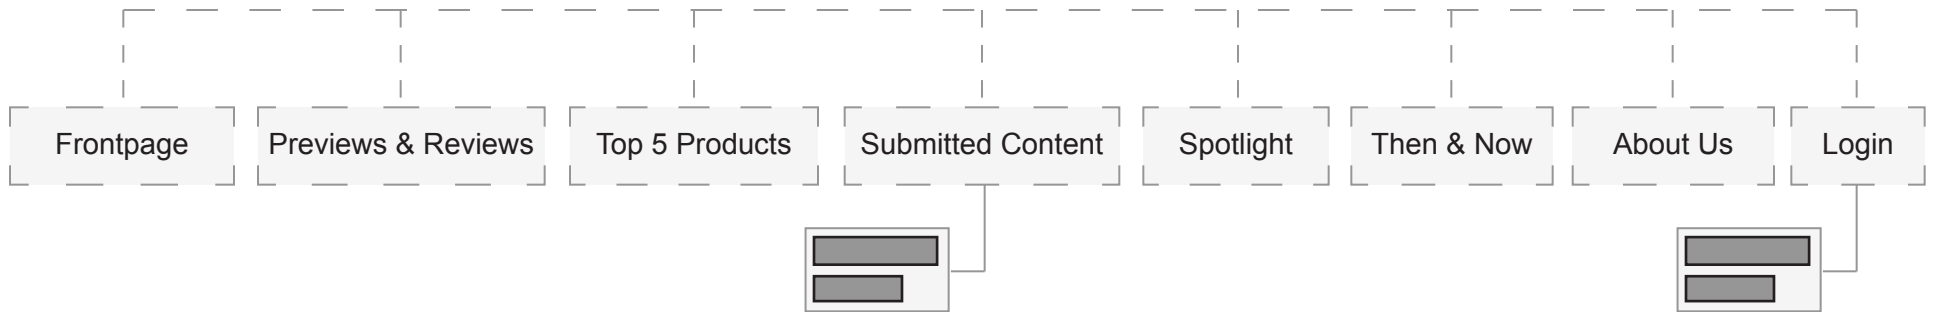 Frontpage
Previews & Reviews
Top 5 Products
Submitted Content
Spotlight
Then & Now
About Us
Login